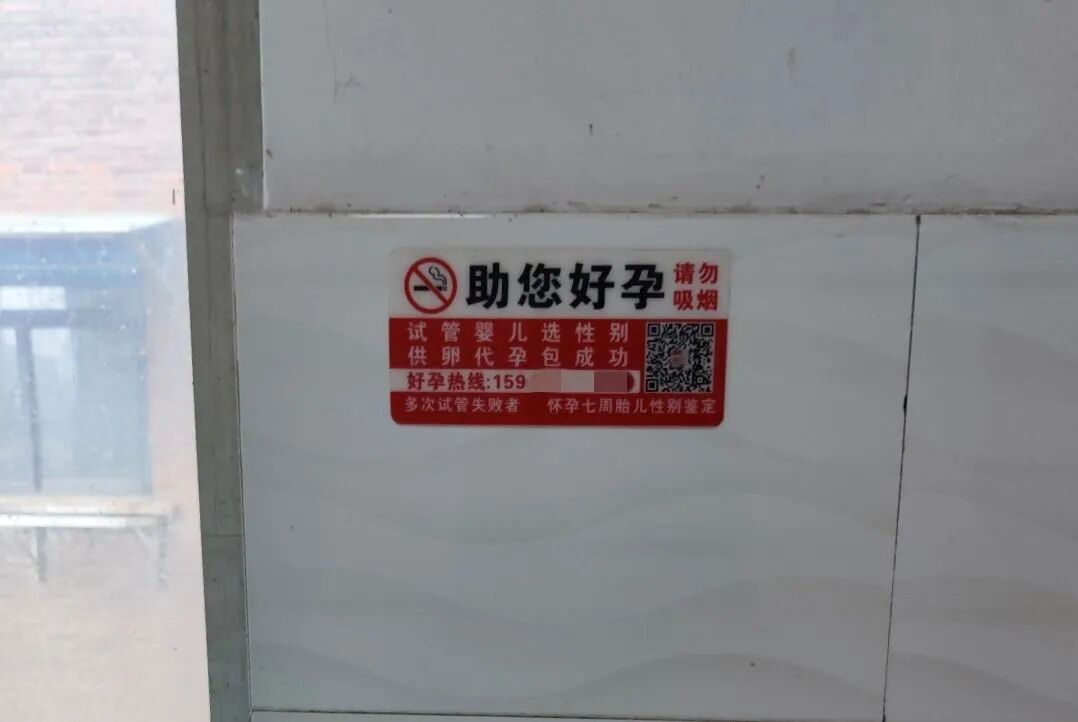 助您好孕
请勿
吸烟
试管婴儿选性别
供卵代孕包成功
好孕热线:159
多次试管失败者 怀孕七周胎儿性别鉴定